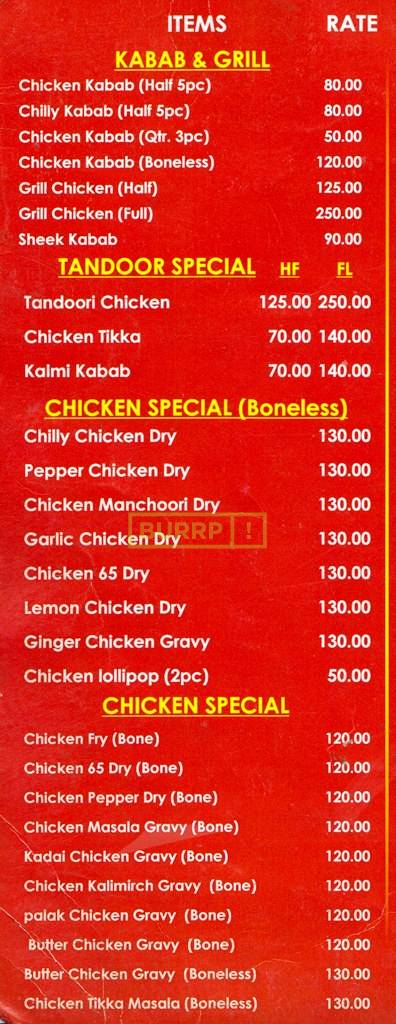 ITEMS RATE
KABAB & GRILL
Chicken Kabab (Half 5pc) 80.00
Chilly Kabab (Half 5pc) 80.00
Chicken Kabab (Qtr. 3pc) 50.00
Chicken Kabab (Boneless) 120.00
Grill Chicken (Half) 125.00
Grill Chicken (Full) 250.00
Sheek Kabab 90.00
TANDOOR SPECIAL HF FL
Tandoori Chicken 125.00 250.00
Chicken Tikka 70.00 140.00
Kalmi Kabab 70.00 140.00
CHICKEN SPECIAL (Boneless)
Chilly Chicken Dry 130.00
Pepper Chicken Dry 130.00
Chicken Manchoori Dry 130.00
BURRP!
Garlic Chicken Dry 130.00
Chicken 65 Dry 130.00
Lemon Chicken Dry 130.00
Ginger Chicken Gravy 130.00
Chicken lollipop (2pc) 50.00
CHICKEN SPECIAL
Chicken Fry (Bone) 120.00
Chicken 65 Dry (Bone) 120.00
Chicken Pepper Dry (Bone) 120.00
Chicken Masala Gravy (Bone) 120.00
Kadai Chicken Gravy (Bone) 120.00
Chicken Kalimirch Gravy (Bone) 120.00
palak Chicken Gravy (Bone) 120.00
Butter Chicken Gravy (Bone) 120.00
Butter Chicken Gravy (Boneless) 130.00
Chicken Tikka Masala (Boneless) 130.00